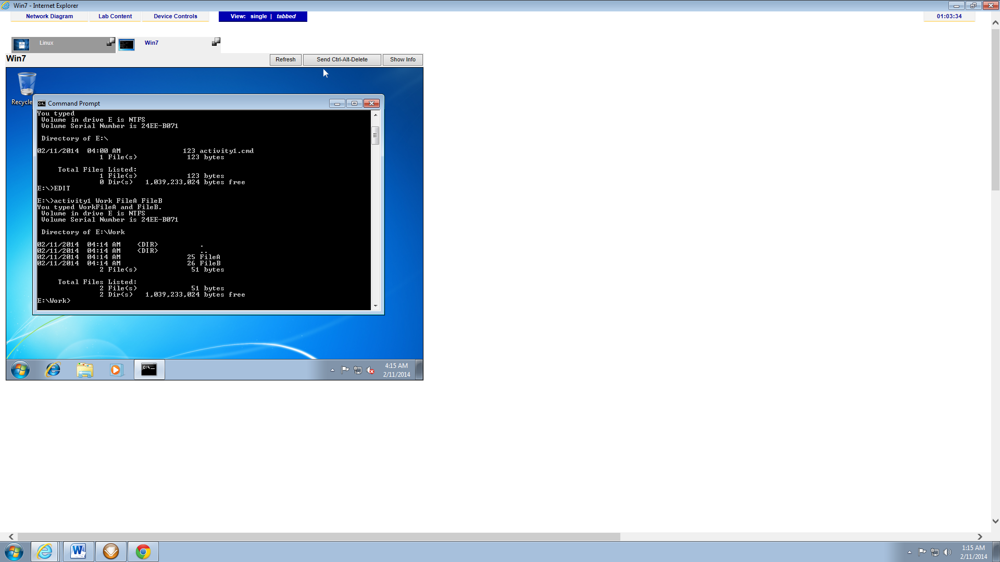 Win7 - Internet Explorer
Network Diagram Lab Content Device Controls View: single | tabbed 01:03:34
Linux Win7
Win7 Refresh Send Ctrl-Alt-Delete Show Info
Recycle
Command Prompt
You typed
Volume in drive E is NTFS
Volume Serial Number is 24EE-B071
Directory of E:\
02/11/2014 04:00 AM 123 activity1.cmd
1 File(s) 123 bytes
Total Files Listed:
1 File(s) 123 bytes
0 Dir(s) 1,039,233,024 bytes free
E:\>EDIT
E:\>activity1 Work FileA FileB
You typed WorkFileA and FileB.
Volume in drive E is NTFS
Volume Serial Number is 24EE-B071
Directory of E:\Work
02/11/2014 04:14 AM <DIR> .
02/11/2014 04:14 AM <DIR> ..
02/11/2014 04:14 AM 25 FileA
02/11/2014 04:14 AM 26 FileB
2 File(s) 51 bytes
Total Files Listed:
2 File(s) 51 bytes
2 Dir(s) 1,039,233,024 bytes free
E:\Work>
4:15 AM
2/11/2014
1:15 AM
2/11/2014